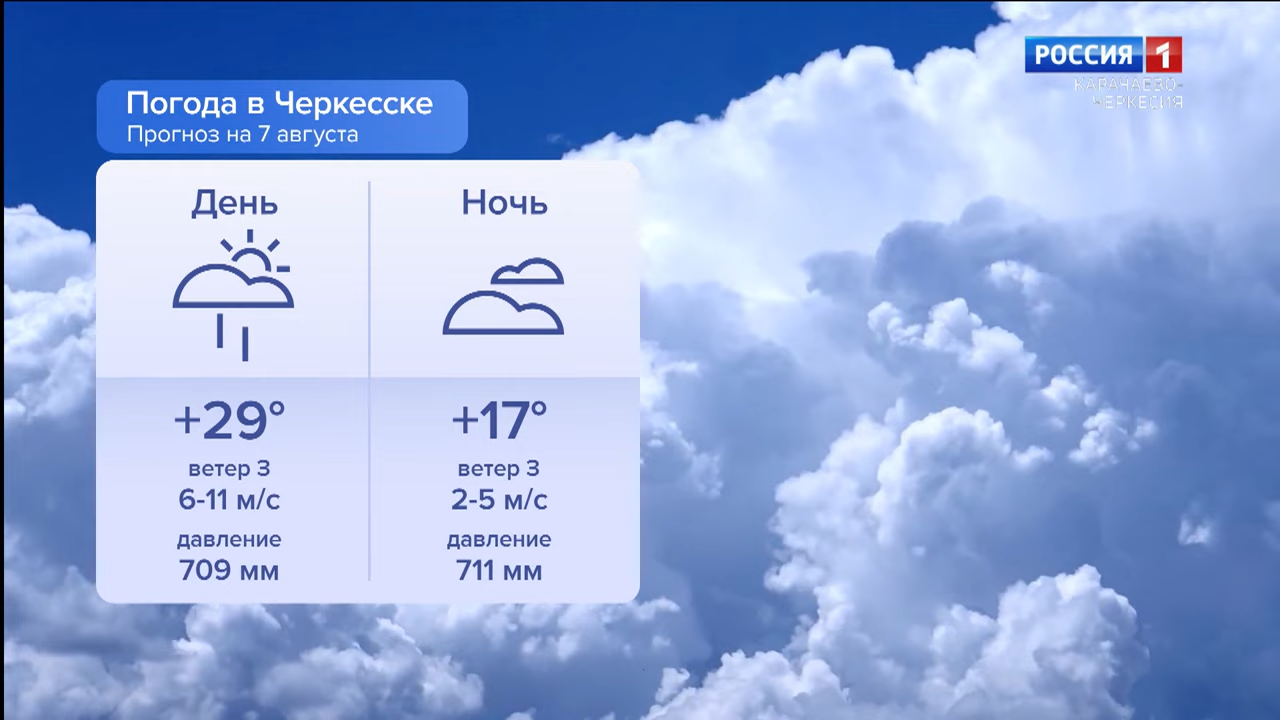 РОССИЯ 1
КАРАЧАЕВО-
ЧЕРКЕСИЯ
Погода в Черкесске
Прогноз на 7 августа
День
Ночь
+29°
+17°
ветер З
ветер З
6-11 м/с
2-5 м/с
давление
давление
709 мм
711 мм